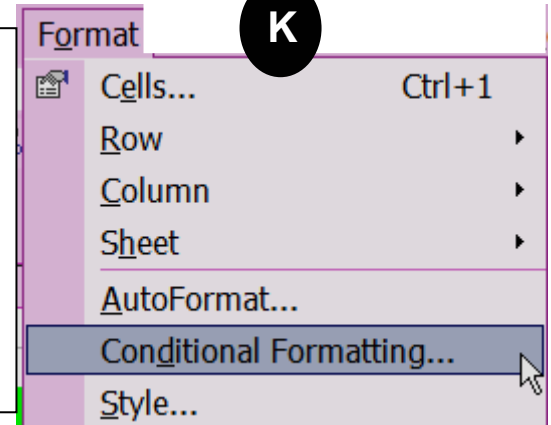 K
Format
Cells... Ctrl+1
Row
Column
Sheet
AutoFormat...
Conditional Formatting...
Style...